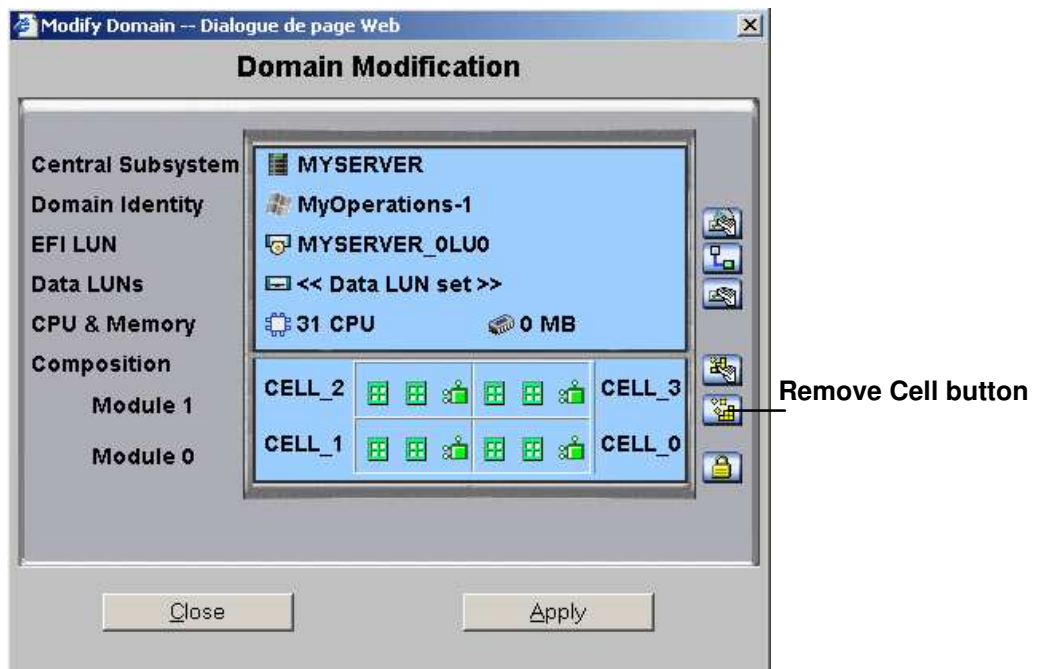 Modify Domain -- Dialogue de page Web
Domain Modification
Central Subsystem MYSERVER
Domain Identity MyOperations-1
EFI LUN MYSERVER_0LU0
Data LUNs << Data LUN set >>
CPU & Memory 31 CPU 0 MB
Composition
Module 1 CELL_2 CELL_3
Module 0 CELL_1 CELL_0
Remove Cell button
Close Apply